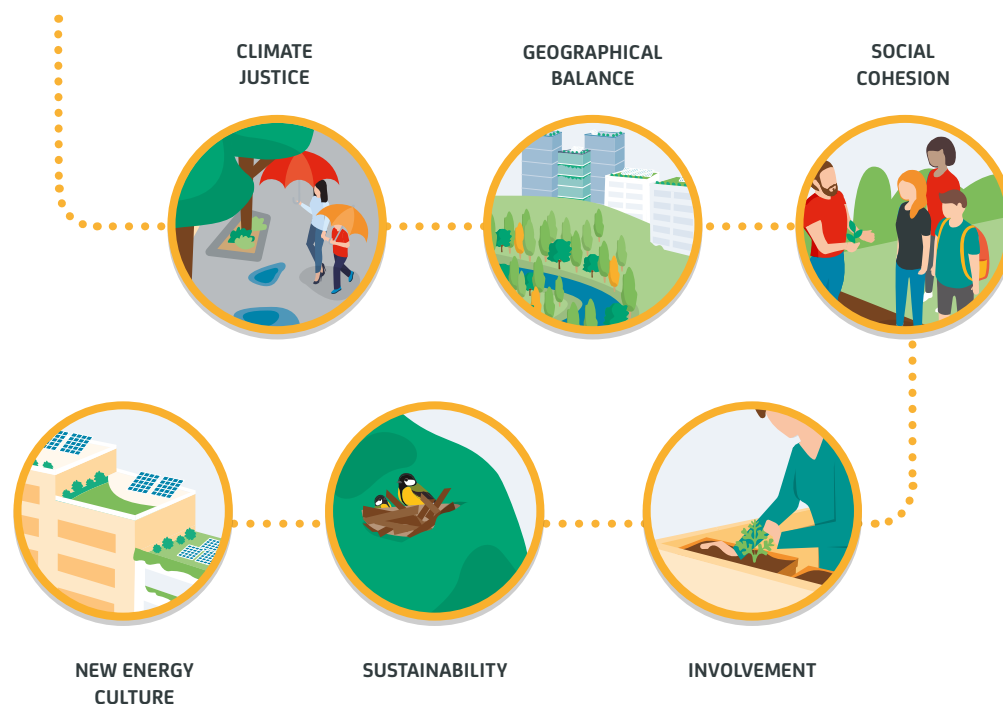 CLIMATE
JUSTICE
GEOGRAPHICAL
BALANCE
SOCIAL
COHESION
NEW ENERGY
CULTURE
SUSTAINABILITY
INVOLVEMENT